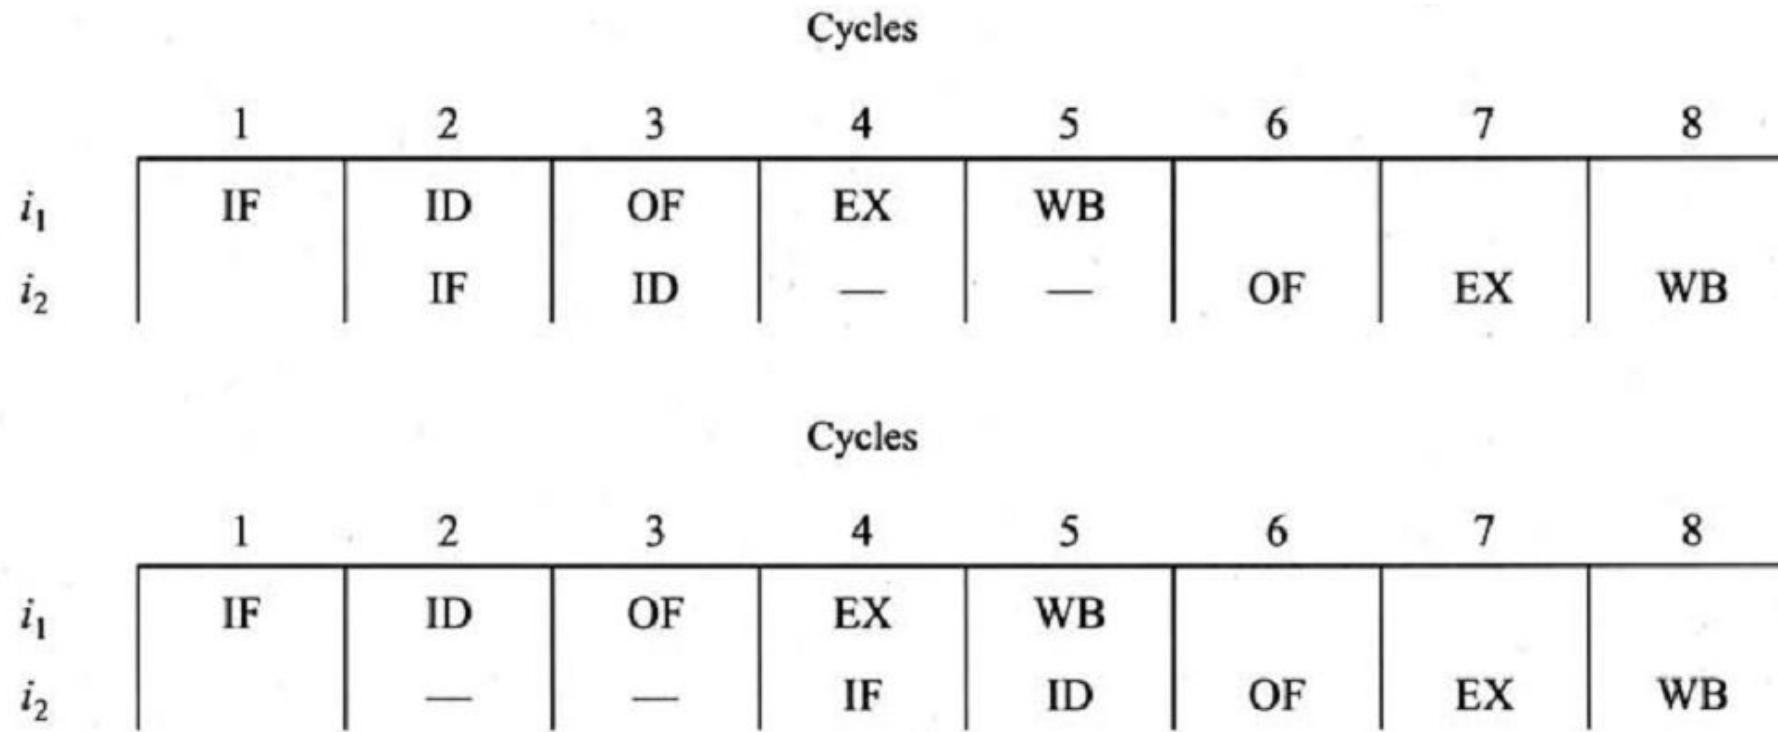 Cycles
1 2 3 4 5 6 7 8
i1 IF ID OF EX WB
i2 IF ID — — OF EX WB
Cycles
1 2 3 4 5 6 7 8
i1 IF ID OF EX WB
i2 — — IF ID OF EX WB